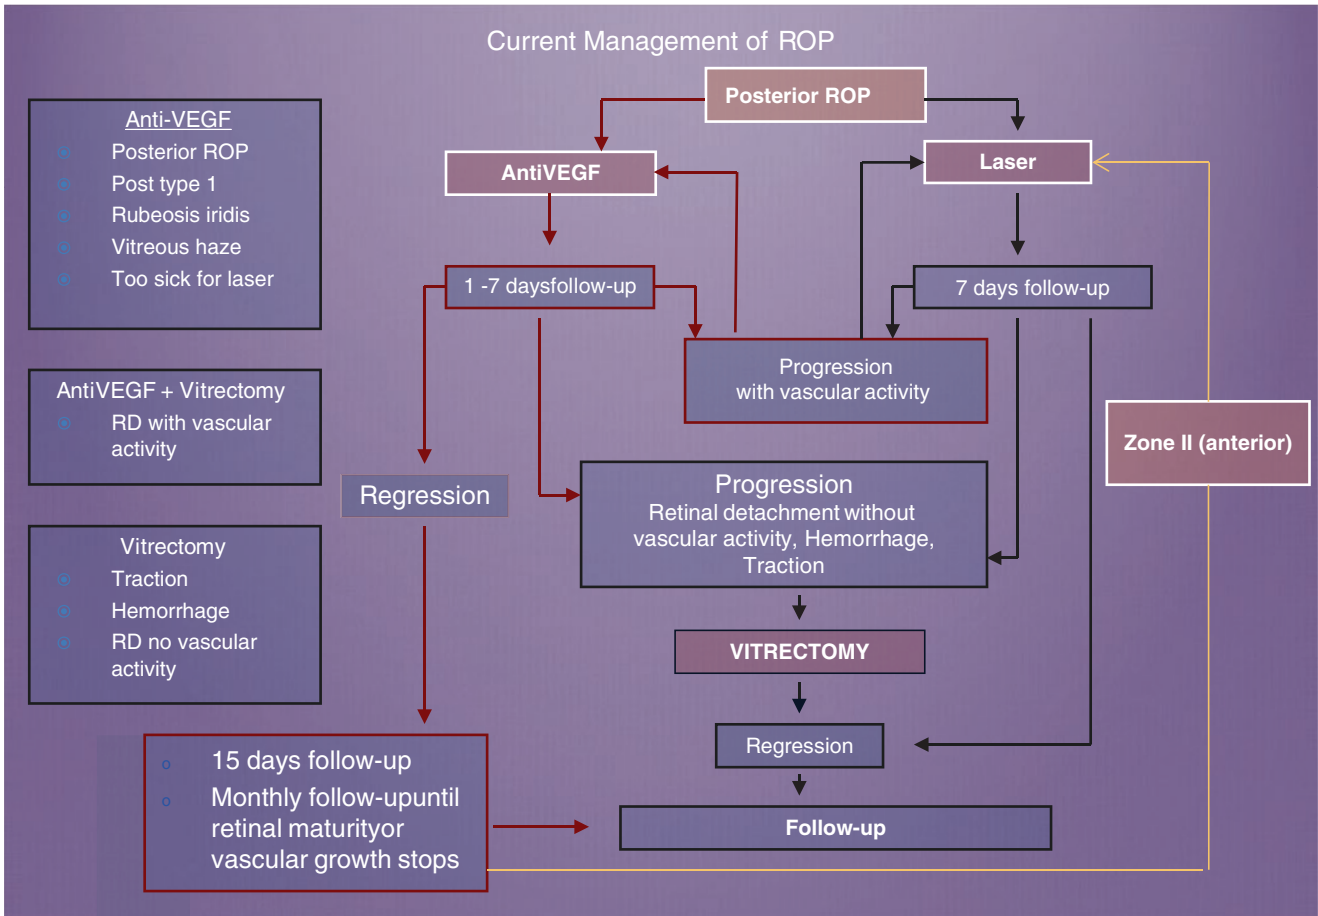 Current Management of ROP
Anti-VEGF
Posterior ROP
Post type 1
Rubeosis iridis
Vitreous haze
Too sick for laser
AntiVEGF + Vitrectomy
RD with vascular
activity
Vitrectomy
Traction
Hemorrhage
RD no vascular
activity
Posterior ROP
AntiVEGF
Laser
1 -7 daysfollow-up
7 days follow-up
Progression
with vascular activity
Zone II (anterior)
Regression
Progression
Retinal detachment without
vascular activity, Hemorrhage,
Traction
VITRECTOMY
Regression
15 days follow-up
Monthly follow-upuntil
retinal maturityor
vascular growth stops
Follow-up